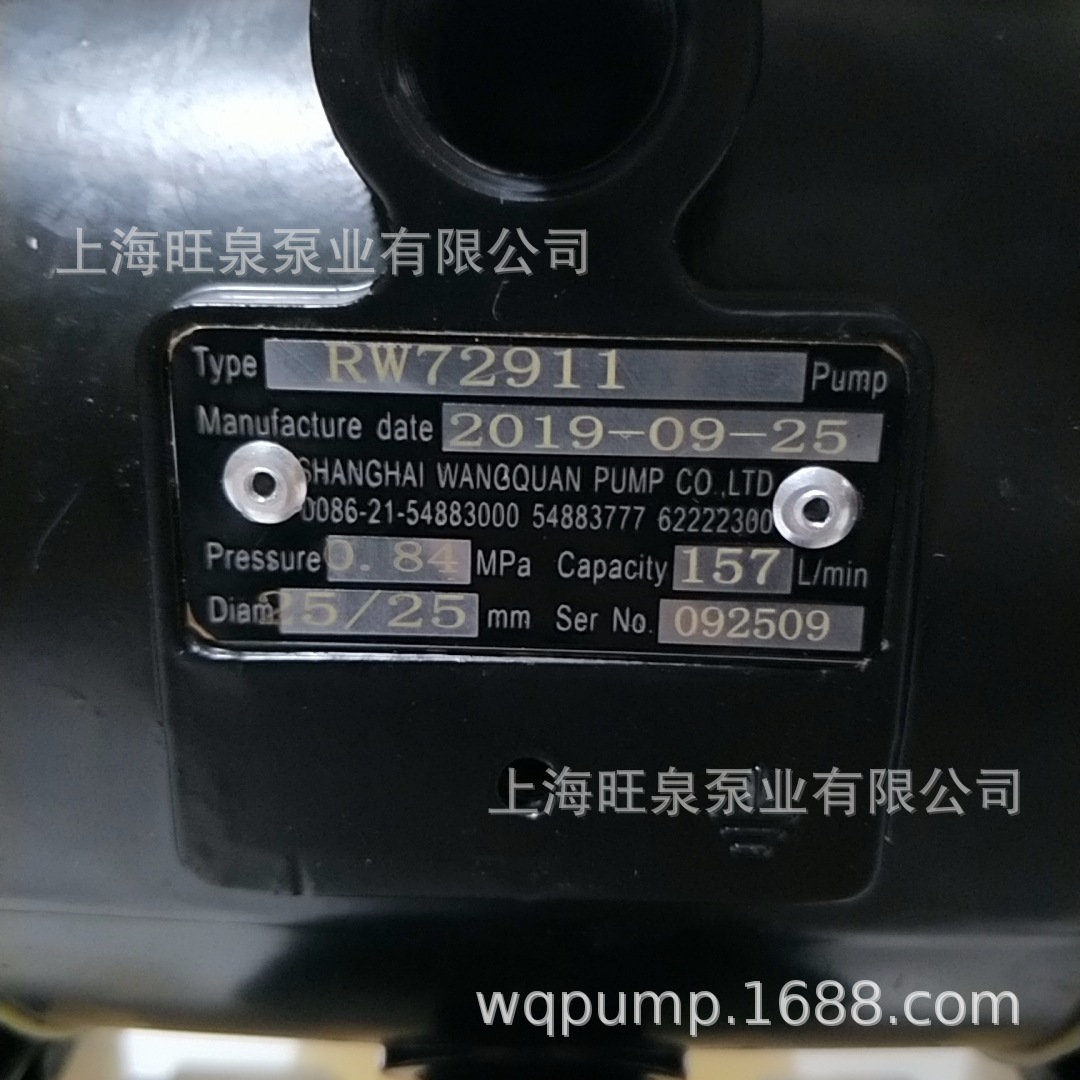 上海旺泉泵业有限公司
Type RW72911 Pump
Manufacture date 2019-09-25
SHANGHAI WANGQUAN PUMP CO.,LTD
0086-21-54883000 54883777 62222300
Pressure 0.84 MPa Capacity 157 L/min
Diam 25/25 mm Ser No. 092509
上海旺泉泵业有限公司
wqpump.1688.com